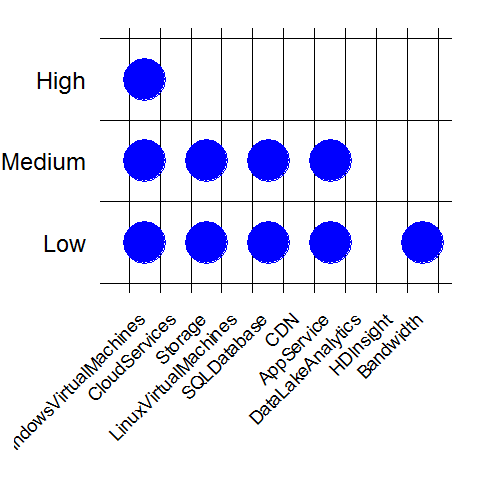 High
Medium
Low
ndowsVirtualMachines
CloudServices
Storage
LinuxVirtualMachines
SQLDatabase
CDN
AppService
DataLakeAnalytics
HDInsight
Bandwidth